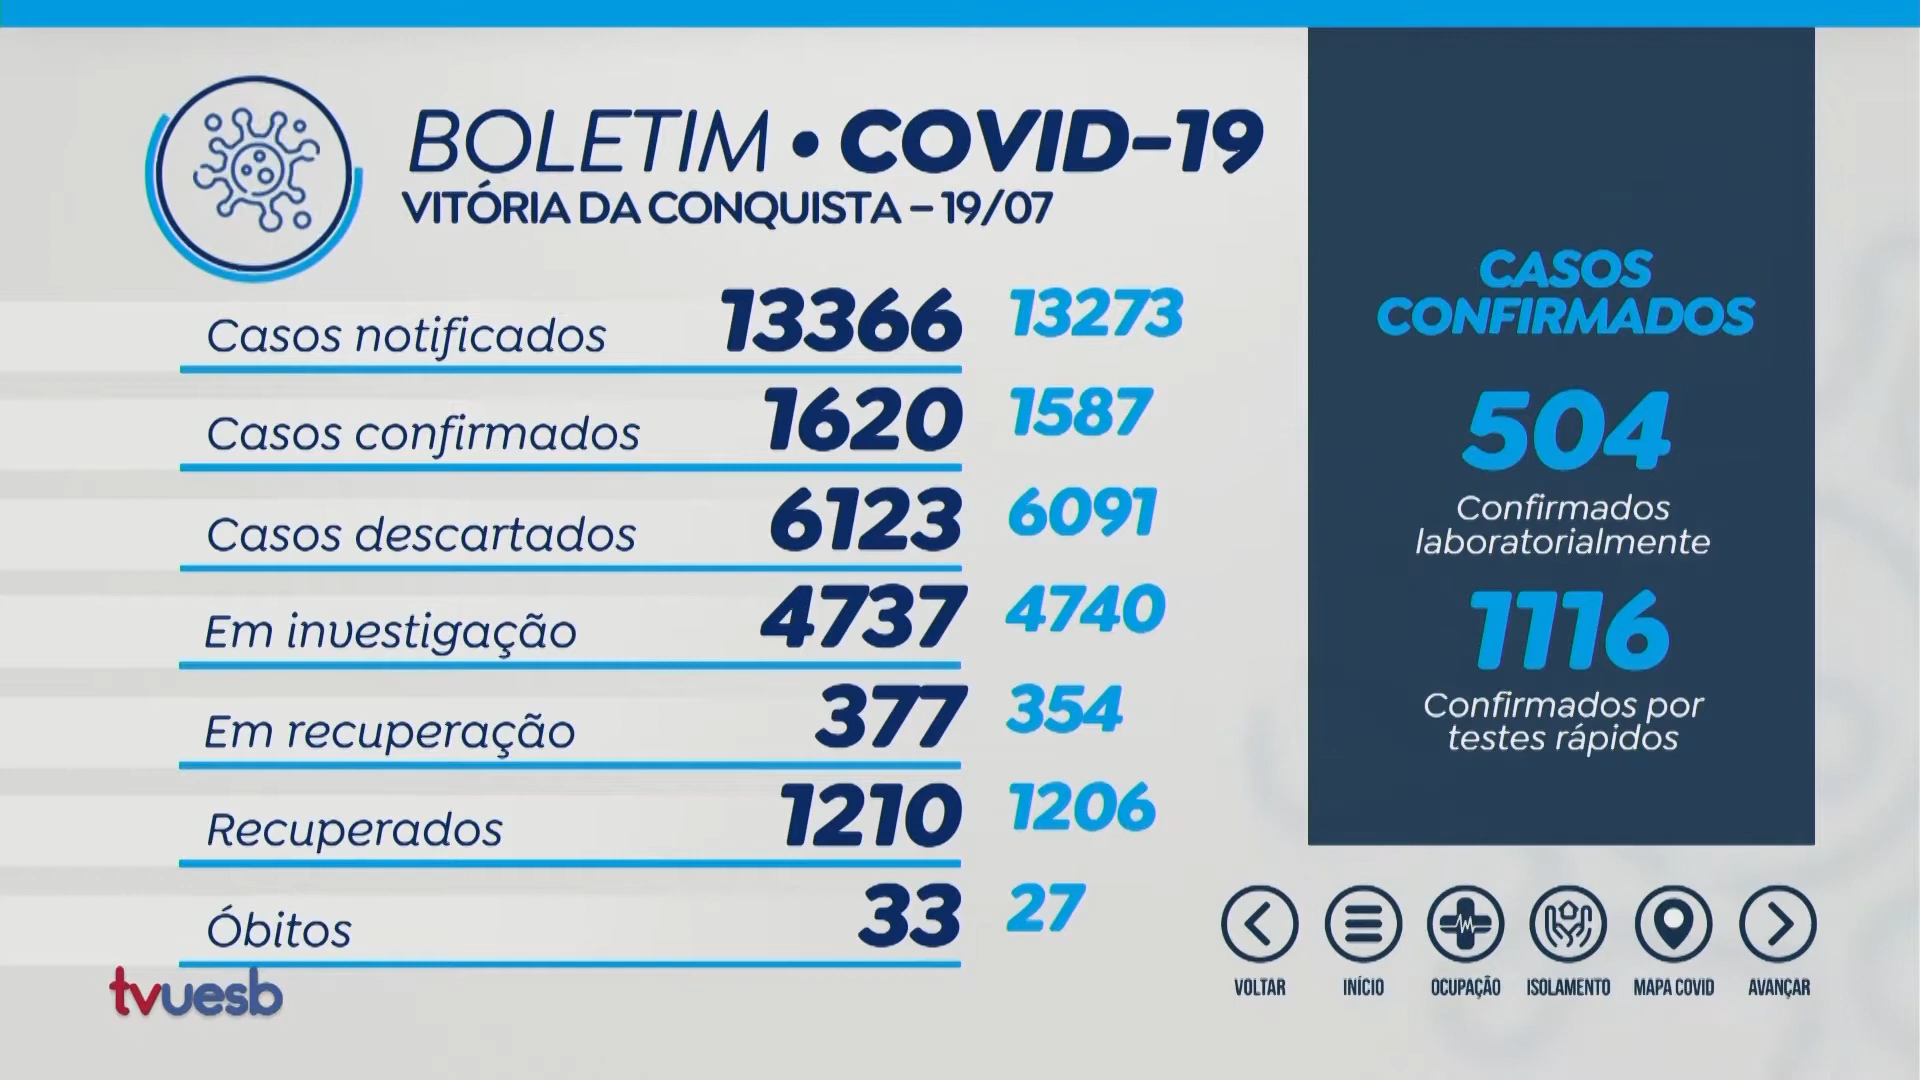 BOLETIM • COVID-19
VITÓRIA DA CONQUISTA – 19/07
Casos notificados 13366 13273
Casos confirmados 1620 1587
Casos descartados 6123 6091
Em investigação 4737 4740
Em recuperação 377 354
Recuperados 1210 1206
Óbitos 33 27
CASOS
CONFIRMADOS
504
Confirmados
laboratorialmente
1116
Confirmados por
testes rápidos
VOLTAR INÍCIO OCUPAÇÃO ISOLAMENTO MAPA COVID AVANÇAR
tvuesb